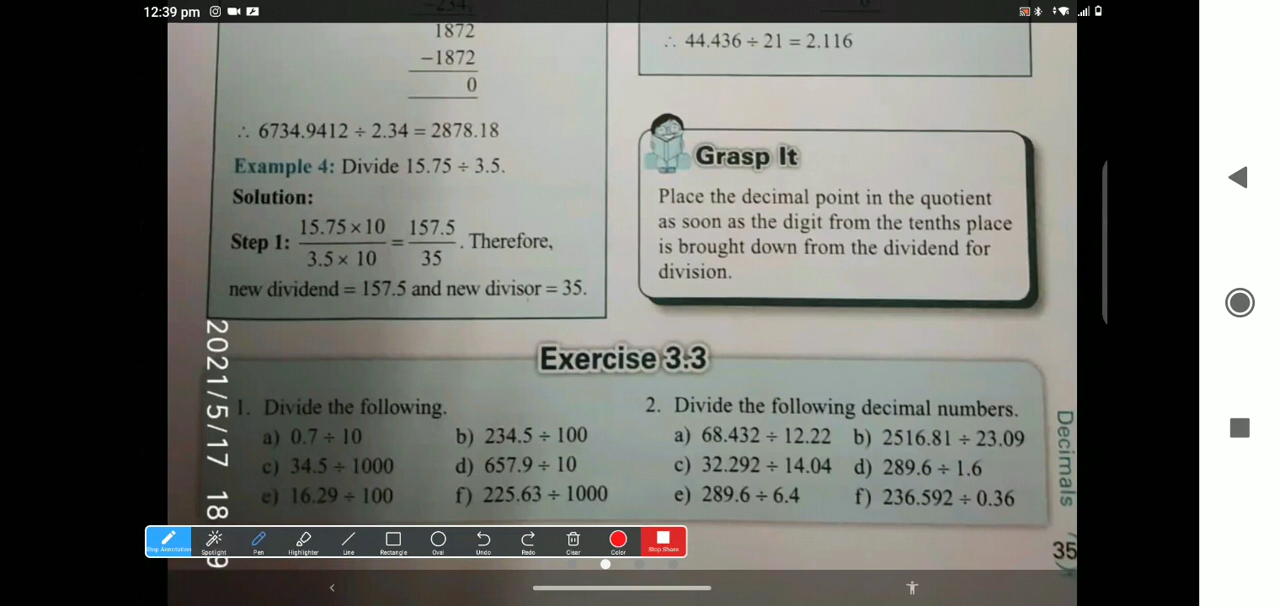 12:39 pm
1872
−1872
0
∴ 6734.9412 ÷ 2.34 = 2878.18
Example 4: Divide 15.75 ÷ 3.5.
Solution:
Step 1: 15.75 × 10 / 3.5 × 10 = 157.5 / 35 . Therefore,
new dividend = 157.5 and new divisor = 35.
∴ 44.436 ÷ 21 = 2.116
Grasp It
Place the decimal point in the quotient
as soon as the digit from the tenths place
is brought down from the dividend for
division.
Exercise 3.3
1. Divide the following.
a) 0.7 ÷ 10 b) 234.5 ÷ 100
c) 34.5 ÷ 1000 d) 657.9 ÷ 10
e) 16.29 ÷ 100 f) 225.63 ÷ 1000
2. Divide the following decimal numbers.
a) 68.432 ÷ 12.22 b) 2516.81 ÷ 23.09
c) 32.292 ÷ 14.04 d) 289.6 ÷ 1.6
e) 289.6 ÷ 6.4 f) 236.592 ÷ 0.36
Decimals
35
2021/5/17 18
Stop Annotation Spotlight Pen Highlighter Line Rectangle Oval Undo Redo Clear Color Stop Share